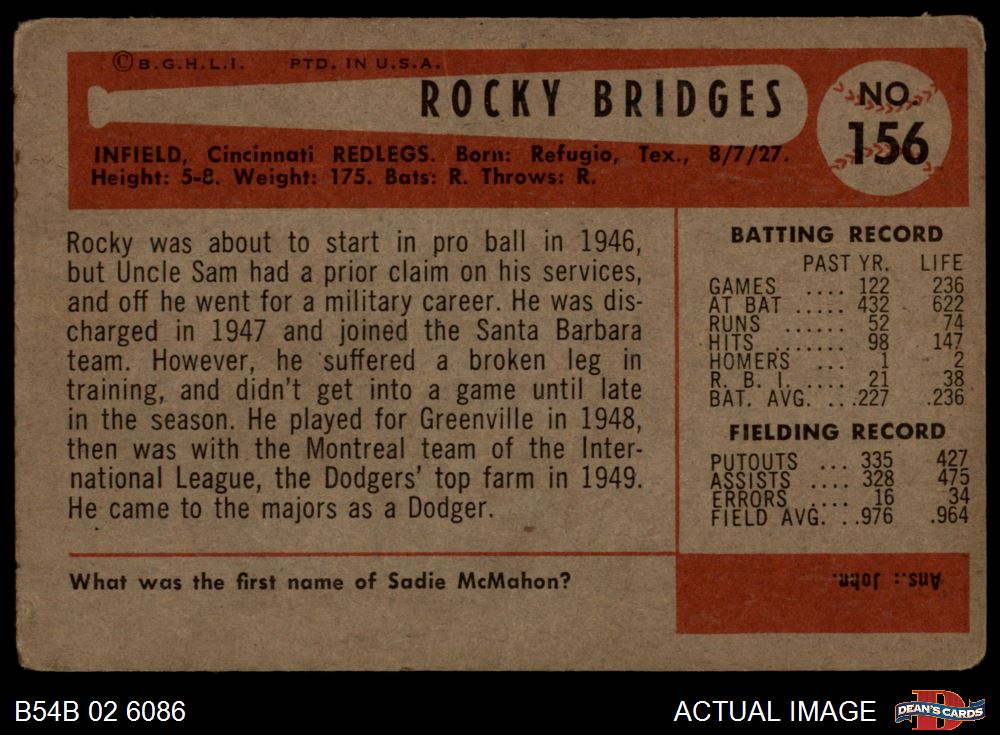 ©B.G.H.L.I. PTD. IN U.S.A.
ROCKY BRIDGES
NO.
156
INFIELD, Cincinnati REDLEGS. Born: Refugio, Tex., 8/7/27.
Height: 5-8. Weight: 175. Bats: R. Throws: R.
Rocky was about to start in pro ball in 1946,
but Uncle Sam had a prior claim on his services,
and off he went for a military career. He was dis-
charged in 1947 and joined the Santa Barbara
team. However, he suffered a broken leg in
training, and didn't get into a game until late
in the season. He played for Greenville in 1948,
then was with the Montreal team of the Inter-
national League, the Dodgers' top farm in 1949.
He came to the majors as a Dodger.
BATTING RECORD
PAST YR. LIFE
GAMES .... 122 236
AT BAT ..... 432 622
RUNS ...... 52 74
HITS ....... 98 147
HOMERS ... 1 2
R. B. I. .... 21 38
BAT. AVG. ...227 .236
FIELDING RECORD
PUTOUTS ... 335 427
ASSISTS .... 328 475
ERRORS .... 16 34
FIELD AVG. ..976 .964
What was the first name of Sadie McMahon?
Ans.: John.
B54B 02 6086
ACTUAL IMAGE
DEAN'S CARDS